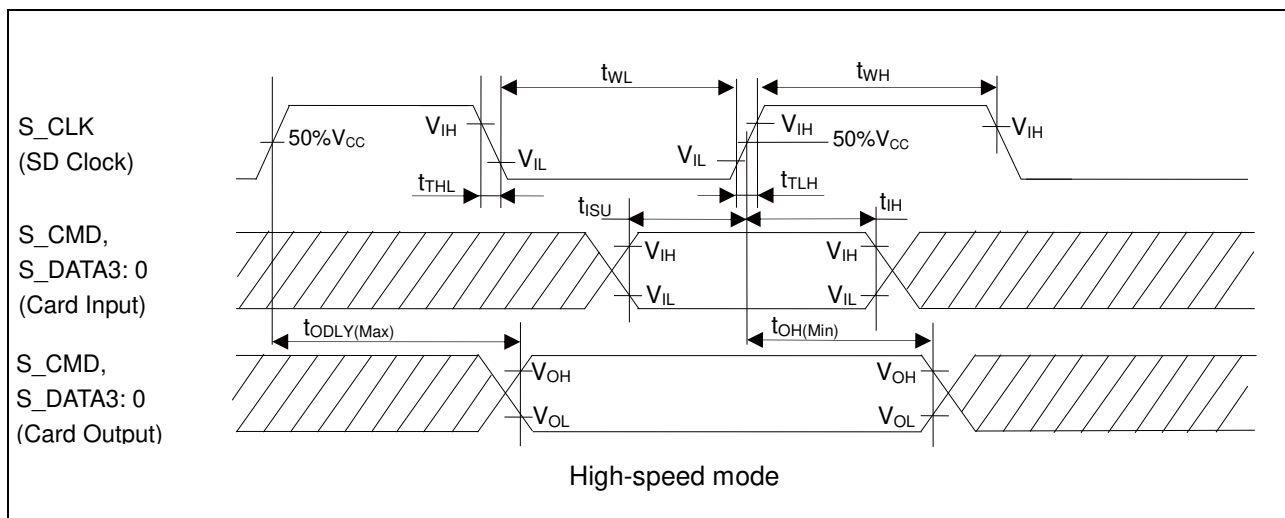 tWL
tWH
S_CLK
(SD Clock)
50%VCC
VIH
VIL
VIL
VIH
50%VCC
VIH
tTHL
tTLH
tISU
tIH
S_CMD,
S_DATA3: 0
(Card Input)
VIH
VIL
VIH
VIL
tODLY(Max)
tOH(Min)
S_CMD,
S_DATA3: 0
(Card Output)
VOH
VOL
VOH
VOL
High-speed mode